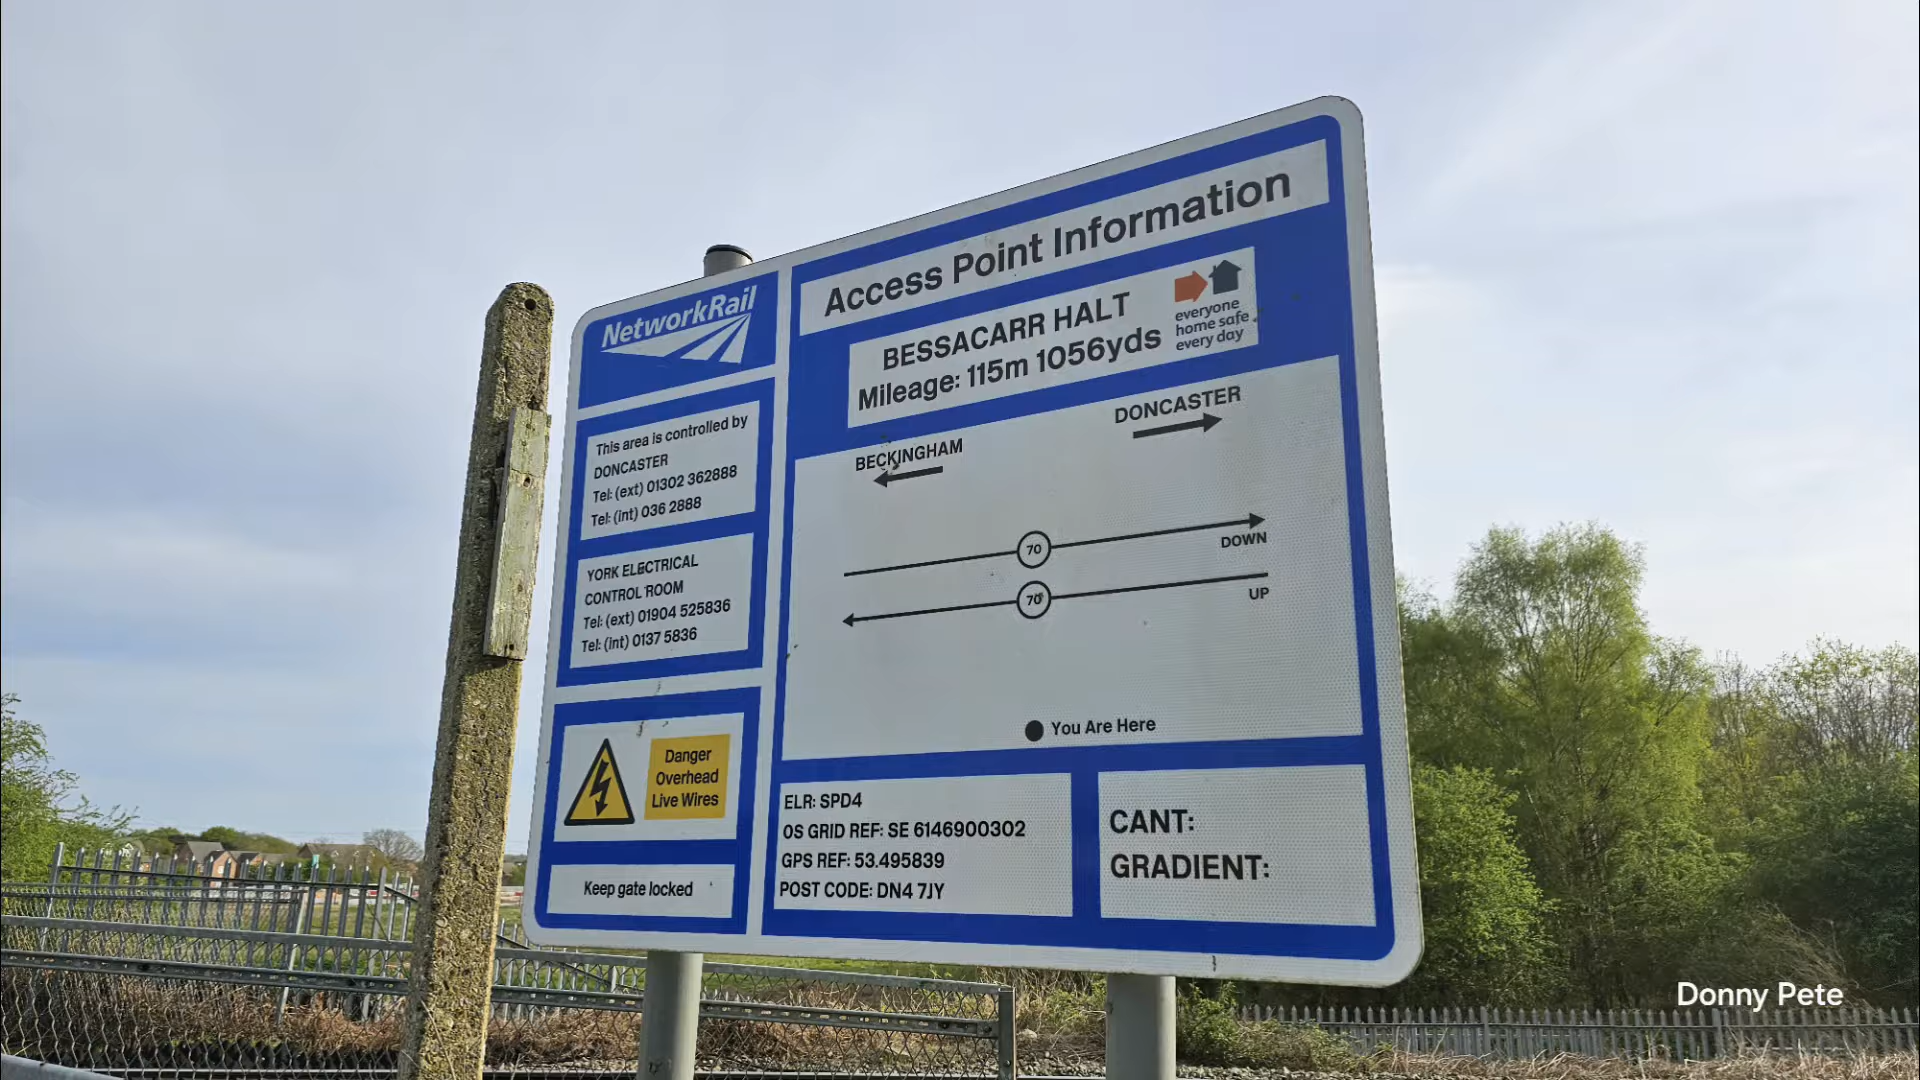 NetworkRail
Access Point Information
BESSACARR HALT
Mileage: 115m 1056yds
everyone
home safe
every day
This area is controlled by
DONCASTER
Tel: (ext) 01302 362888
Tel: (int) 036 2888
YORK ELECTRICAL
CONTROL ROOM
Tel: (ext) 01904 525836
Tel: (int) 0137 5836
Danger
Overhead
Live Wires
Keep gate locked
DONCASTER
BECKINGHAM
70
DOWN
70
UP
You Are Here
ELR: SPD4
OS GRID REF: SE 6146900302
GPS REF: 53.495839
POST CODE: DN4 7JY
CANT:
GRADIENT:
Donny Pete